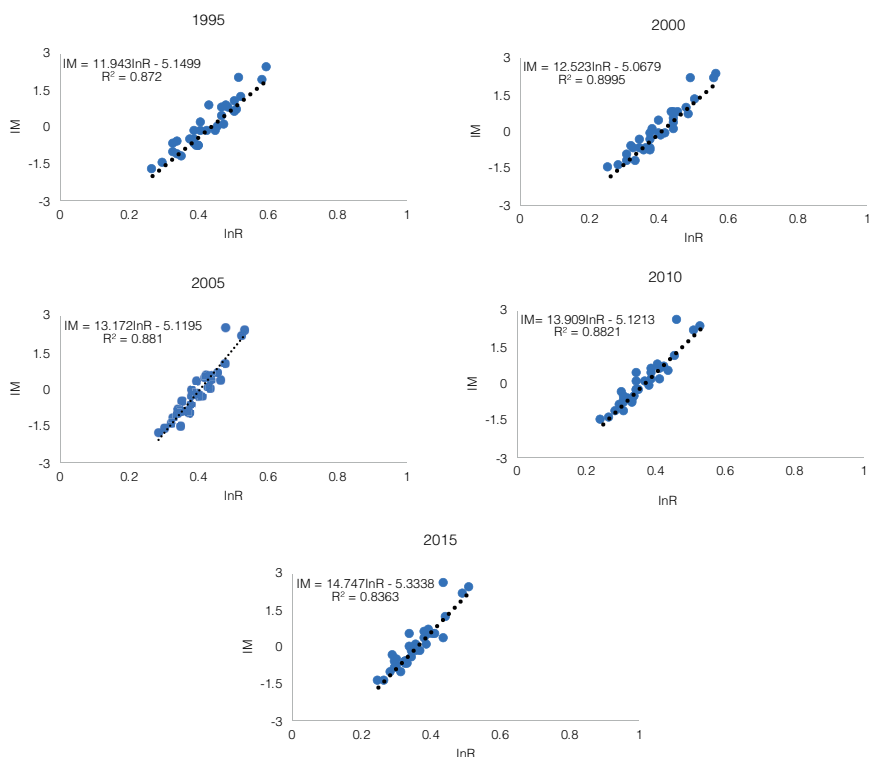 1995
IM = 11.943lnR - 5.1499
R² = 0.872
3
1.5
0
-1.5
-3
IM
0 0.2 0.4 0.6 0.8 1
lnR
2000
IM = 12.523lnR - 5.0679
R² = 0.8995
3
1.5
0
-1.5
-3
IM
0 0.2 0.4 0.6 0.8 1
lnR
2005
IM = 13.172lnR - 5.1195
R² = 0.881
3
1.5
0
-1.5
-3
IM
0 0.2 0.4 0.6 0.8 1
lnR
2010
IM= 13.909lnR - 5.1213
R² = 0.8821
3
1.5
0
-1.5
-3
IM
0 0.2 0.4 0.6 0.8 1
lnR
2015
IM = 14.747lnR - 5.3338
R² = 0.8363
3
1.5
0
-1.5
-3
IM
0 0.2 0.4 0.6 0.8 1
lnR